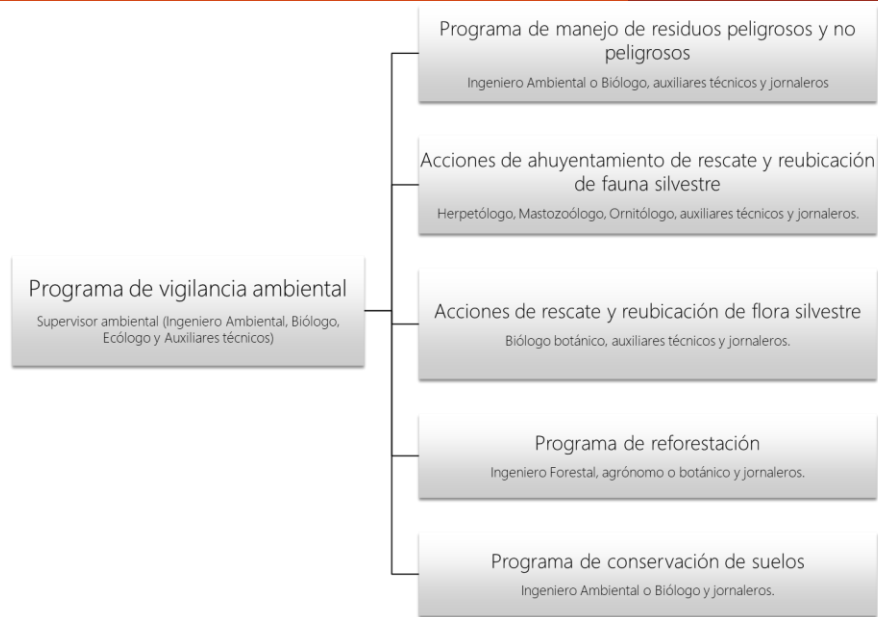 Programa de manejo de residuos peligrosos y no
peligrosos
Ingeniero Ambiental o Biólogo, auxiliares técnicos y jornaleros
Acciones de ahuyentamiento de rescate y reubicación
de fauna silvestre
Herpetólogo, Mastozoólogo, Ornitólogo, auxiliares técnicos y jornaleros.
Programa de vigilancia ambiental
Supervisor ambiental (Ingeniero Ambiental, Biólogo,
Ecólogo y Auxiliares técnicos)
Acciones de rescate y reubicación de flora silvestre
Biólogo botánico, auxiliares técnicos y jornaleros.
Programa de reforestación
Ingeniero Forestal, agrónomo o botánico y jornaleros.
Programa de conservación de suelos
Ingeniero Ambiental o Biólogo y jornaleros.